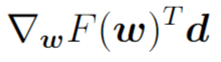 ∇_𝒘 F(𝒘)^T 𝒅